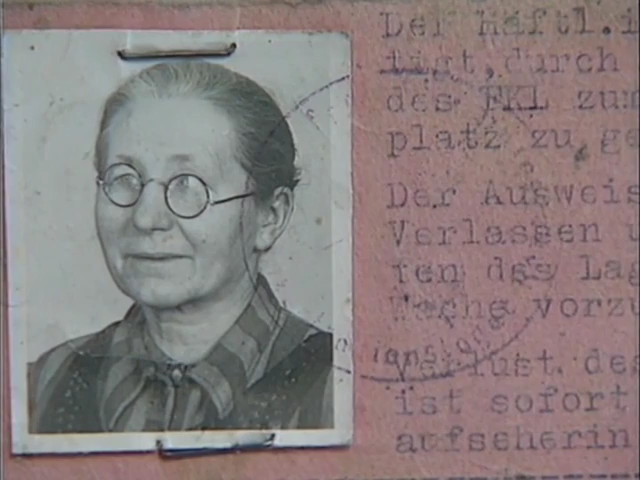 Der Häftl. i
tigt, durch
des FKL zum
platz zu ge
Der Ausweis
Verlassen u
ten des Lag
Wache vorzu
Verlust des
ist sofort
aufseherin